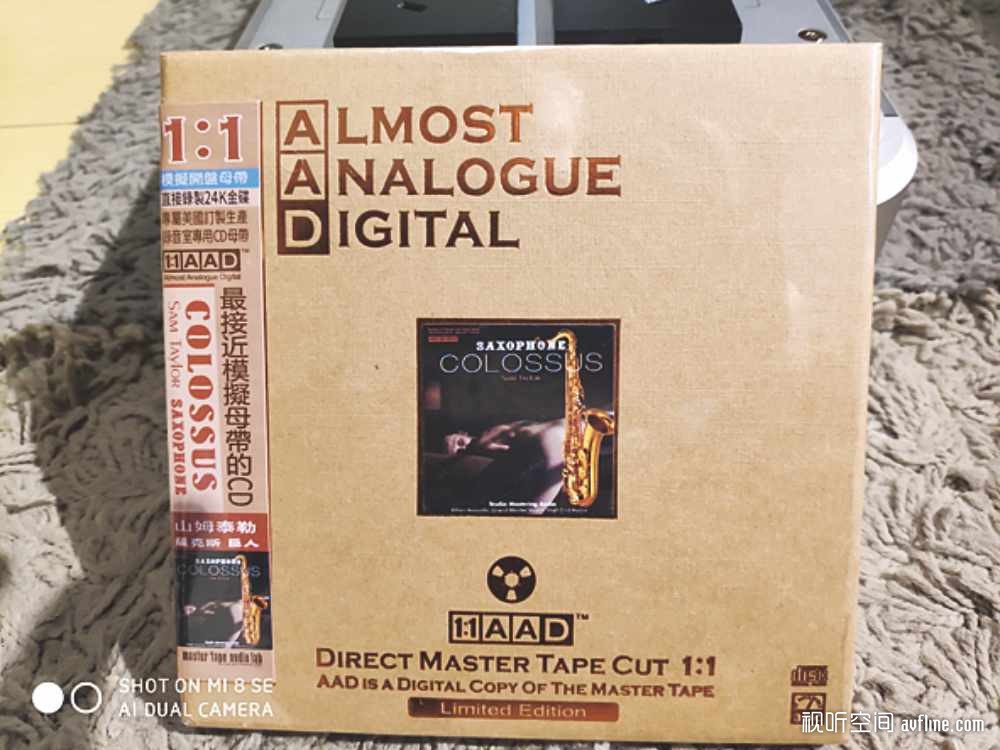 ALMOST
ANALOGUE
DIGITAL
1:1
模擬開盤母帶
直接錄製24K金碟
專屬美國訂製生產
錄音室專用CD母帶
1:1AAD™
Almost Analogue Digital
最接近模擬母帶的CD
COLOSSUS
SAM TAYLOR SAXOPHONE
山姆泰勒
薩克斯 巨人
SAXOPHONE
COLOSSUS
master tape audio lab
SAXOPHONE
COLOSSUS
1:1AAD™
DIRECT MASTER TAPE CUT 1:1
AAD IS A DIGITAL COPY OF THE MASTER TAPE
Limited Edition
SHOT ON MI 8 SE
AI DUAL CAMERA
视听空间 avfline.com